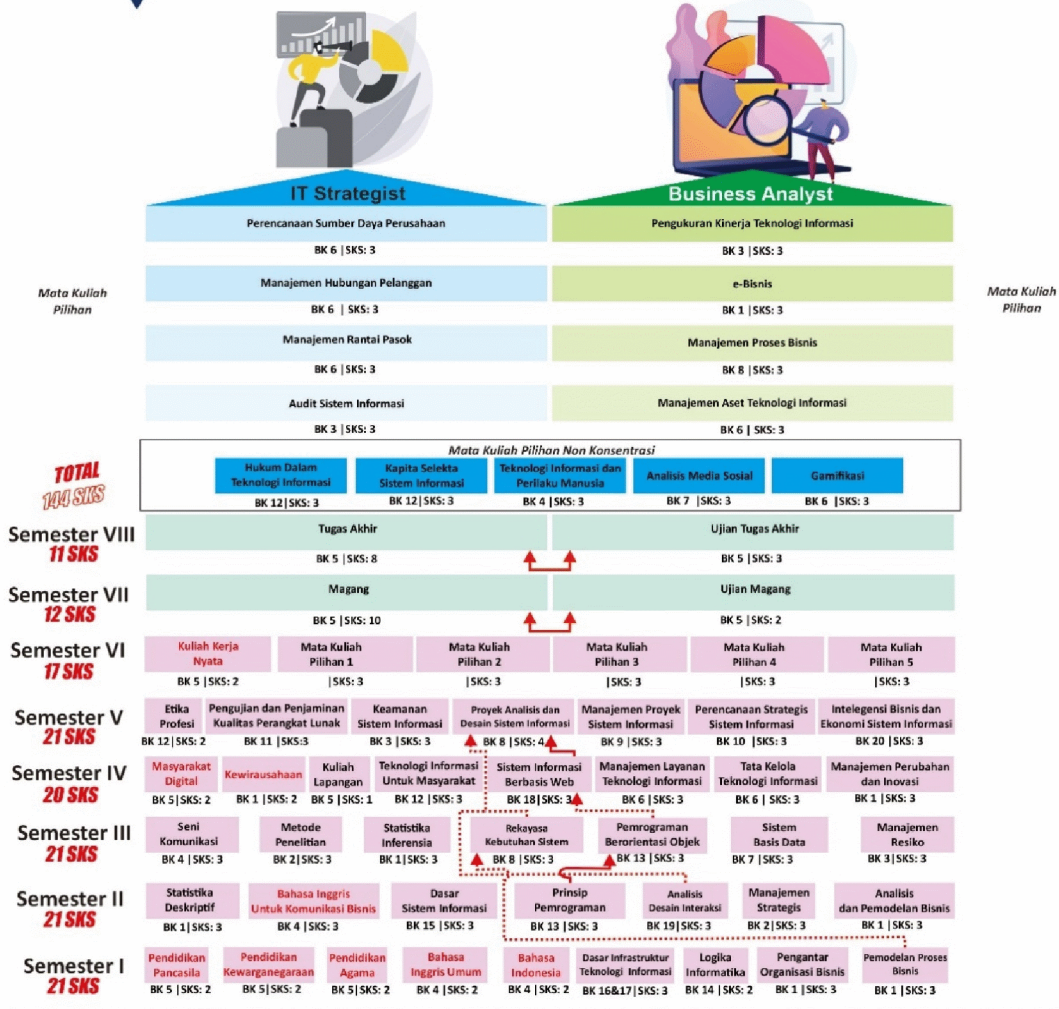 IT Strategist
Business Analyst
Perencanaan Sumber Daya Perusahaan
Pengukuran Kinerja Teknologi Informasi
BK 6 |SKS: 3
BK 3 |SKS: 3
Mata Kuliah
Pilihan
Manajemen Hubungan Pelanggan
e-Bisnis
Mata Kuliah
Pilihan
BK 6 | SKS: 3
BK 1 |SKS: 3
Manajemen Rantai Pasok
Manajemen Proses Bisnis
BK 6 |SKS: 3
BK 8 |SKS: 3
Audit Sistem Informasi
Manajemen Aset Teknologi Informasi
BK 3 |SKS: 3
BK 6 | SKS: 3
Mata Kuliah Pilihan Non Konsentrasi
TOTAL
144 SKS
Hukum Dalam
Teknologi Informasi
Kapita Selekta
Sistem Informasi
Teknologi Informasi dan
Perilaku Manusia
Analisis Media Sosial
Gamifikasi
BK 12|SKS: 3
BK 12|SKS: 3
BK 4 |SKS: 3
BK 7 |SKS: 3
BK 6 |SKS: 3
Semester VIII
11 SKS
Tugas Akhir
Ujian Tugas Akhir
BK 5 |SKS: 8
BK 5 |SKS: 3
Semester VII
12 SKS
Magang
Ujian Magang
BK 5 |SKS: 10
BK 5 |SKS: 2
Semester VI
17 SKS
Kuliah Kerja
Nyata
Mata Kuliah
Pilihan 1
Mata Kuliah
Pilihan 2
Mata Kuliah
Pilihan 3
Mata Kuliah
Pilihan 4
Mata Kuliah
Pilihan 5
BK 5 |SKS: 2
|SKS: 3
|SKS: 3
|SKS: 3
|SKS: 3
|SKS: 3
Semester V
21 SKS
Etika
Profesi
Pengujian dan Penjaminan
Kualitas Perangkat Lunak
Keamanan
Sistem Informasi
Proyek Analisis dan
Desain Sistem Informasi
Manajemen Proyek
Sistem Informasi
Perencanaan Strategis
Sistem Informasi
Intelegensi Bisnis dan
Ekonomi Sistem Informasi
BK 12|SKS: 2
BK 11 |SKS:3
BK 3 |SKS: 3
BK 8 |SKS: 4
BK 9 |SKS: 3
BK 10 |SKS: 3
BK 20 |SKS: 3
Semester IV
20 SKS
Masyarakat
Digital
Kewirausahaan
Kuliah
Lapangan
Teknologi Informasi
Untuk Masyarakat
Sistem Informasi
Berbasis Web
Manajemen Layanan
Teknologi Informasi
Tata Kelola
Teknologi Informasi
Manajemen Perubahan
dan Inovasi
BK 5|SKS: 2
BK 1 |SKS: 2
BK 5 |SKS: 1
BK 12 |SKS: 3
BK 18|SKS: 3
BK 6|SKS: 3
BK 6 |SKS: 3
BK 1 |SKS: 3
Semester III
21 SKS
Seni
Komunikasi
Metode
Penelitian
Statistika
Inferensia
Rekayasa
Kebutuhan Sistem
Pemrograman
Berorientasi Objek
Sistem
Basis Data
Manajemen
Resiko
BK 4 |SKS: 3
BK 2|SKS: 3
BK 1|SKS: 3
BK 8 |SKS: 3
BK 13 |SKS: 3
BK 7 |SKS: 3
BK 3|SKS: 3
Semester II
21 SKS
Statistika
Deskriptif
Bahasa Inggris
Untuk Komunikasi Bisnis
Dasar
Sistem Informasi
Prinsip
Pemrograman
Analisis
Desain Interaksi
Manajemen
Strategis
Analisis
dan Pemodelan Bisnis
BK 1|SKS: 3
BK 4 |SKS: 3
BK 15 |SKS: 3
BK 13 |SKS: 3
BK 19|SKS: 3
BK 2|SKS: 3
BK 1 |SKS: 3
Semester I
21 SKS
Pendidikan
Pancasila
Pendidikan
Kewarganegaraan
Pendidikan
Agama
Bahasa
Inggris Umum
Bahasa
Indonesia
Dasar Infrastruktur
Teknologi Informasi
Logika
Informatika
Pengantar
Organisasi Bisnis
Pemodelan Proses
Bisnis
BK 5 |SKS: 2
BK 5|SKS: 2
BK 5|SKS: 2
BK 4 |SKS: 2
BK 4 |SKS: 2
BK 16&17|SKS: 3
BK 14 |SKS: 2
BK 1 |SKS: 3
BK 1 |SKS: 3